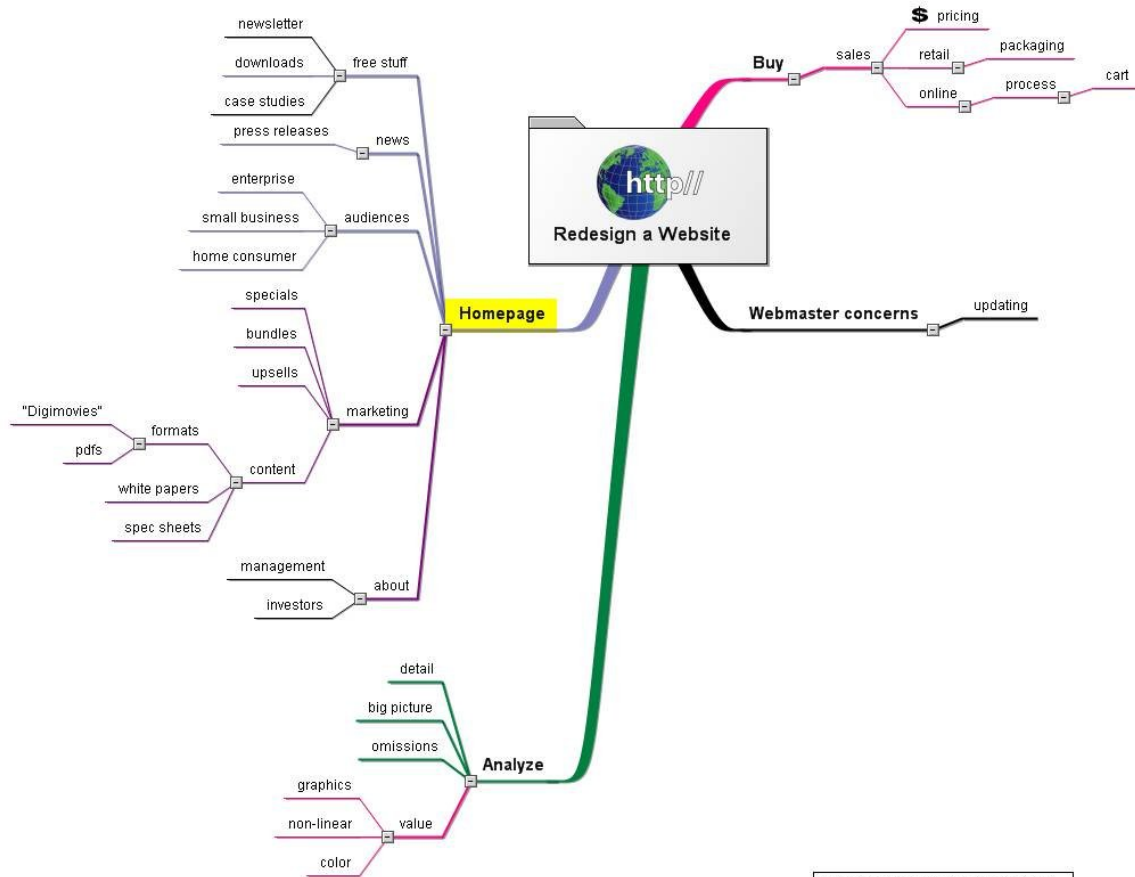 http//
Redesign a Website
Buy
sales
$ pricing
retail
packaging
online
process
cart
Webmaster concerns
updating
Homepage
free stuff
newsletter
downloads
case studies
news
press releases
audiences
enterprise
small business
home consumer
marketing
specials
bundles
upsells
content
formats
"Digimovies"
pdfs
white papers
spec sheets
about
management
investors
Analyze
detail
big picture
omissions
value
graphics
non-linear
color